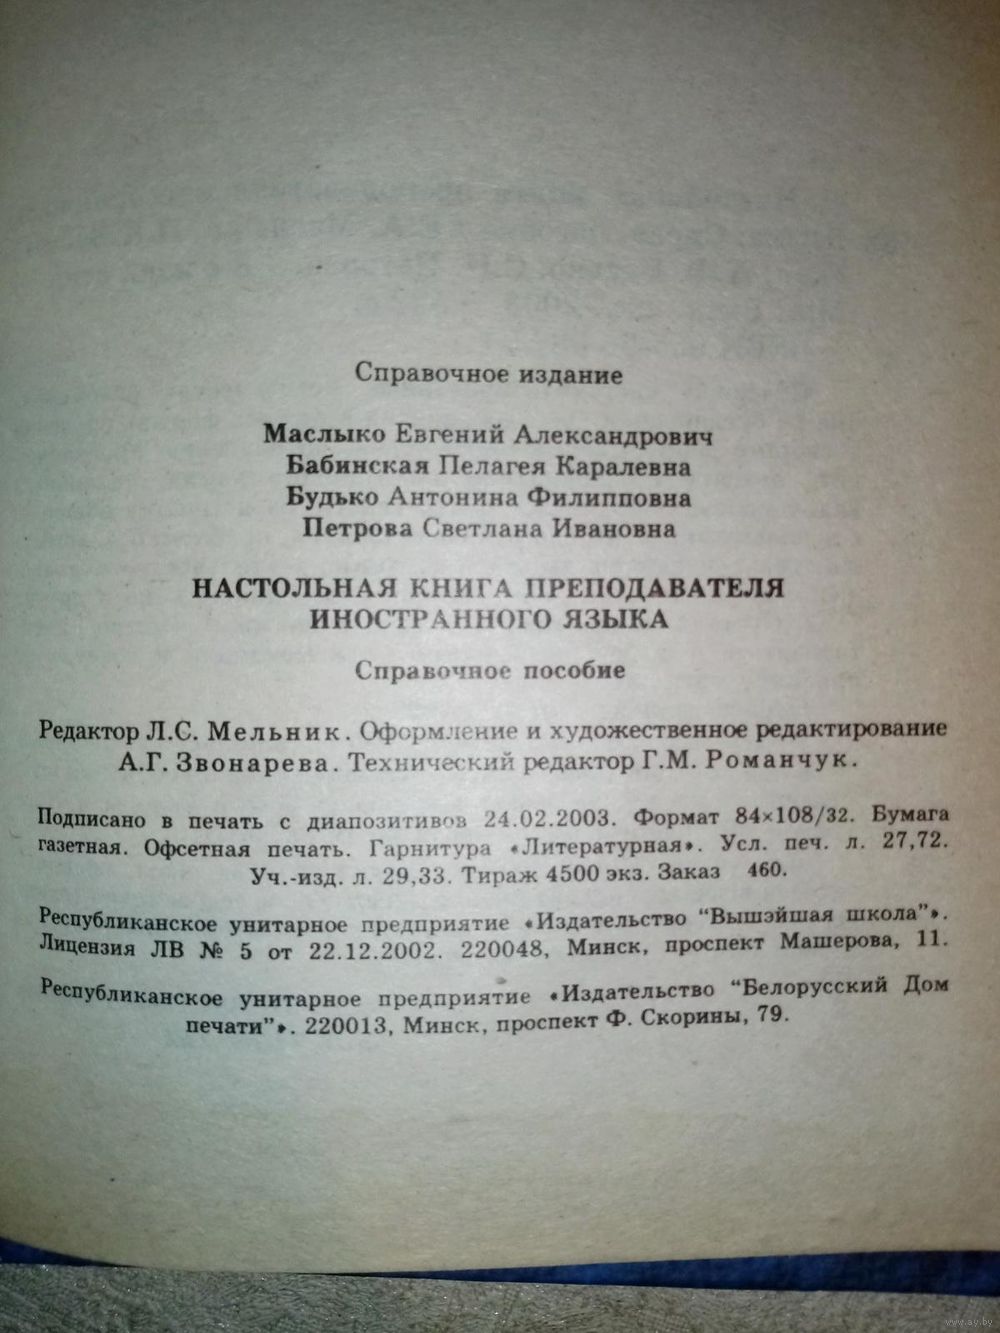 Справочное издание
Маслыко Евгений Александрович
Бабинская Пелагея Каралевна
Будько Антонина Филипповна
Петрова Светлана Ивановна
НАСТОЛЬНАЯ КНИГА ПРЕПОДАВАТЕЛЯ
ИНОСТРАННОГО ЯЗЫКА
Справочное пособие
Редактор Л.С. Мельник. Оформление и художественное редактирование
А.Г. Звонарева. Технический редактор Г.М. Романчук.
Подписано в печать с диапозитивов 24.02.2003. Формат 84×108/32. Бумага
газетная. Офсетная печать. Гарнитура «Литературная». Усл. печ. л. 27,72.
Уч.-изд. л. 29,33. Тираж 4500 экз. Заказ 460.
Республиканское унитарное предприятие «Издательство "Вышэйшая школа"».
Лицензия ЛВ № 5 от 22.12.2002. 220048, Минск, проспект Машерова, 11.
Республиканское унитарное предприятие «Издательство "Белорусский Дом
печати"». 220013, Минск, проспект Ф. Скорины, 79.
www.ay.by